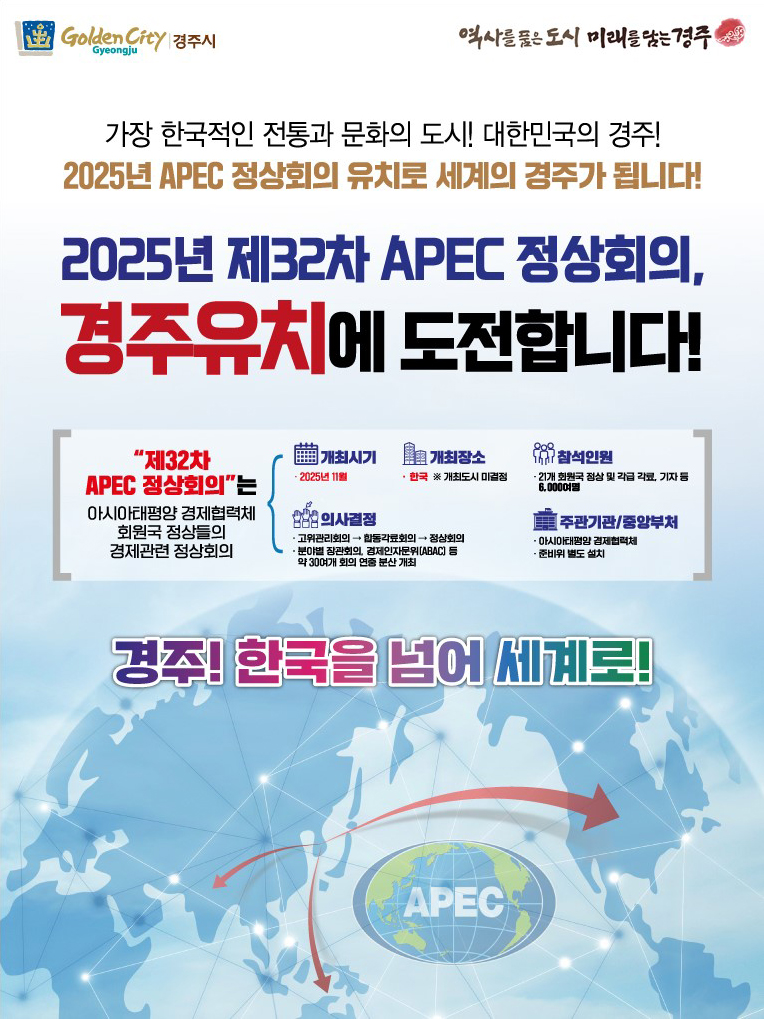 Golden City
Gyeongju
경주시
역사를 품은 도시 미래를 담는 경주
가장 한국적인 전통과 문화의 도시! 대한민국의 경주!
2025년 APEC 정상회의 유치로 세계의 경주가 됩니다!
2025년 제32차 APEC 정상회의,
경주유치에 도전합니다!
“제32차
APEC 정상회의”는
아시아태평양 경제협력체
회원국 정상들의
경제관련 정상회의
개최시기
· 2025년 11월
개최장소
· 한국 ※ 개최도시 미결정
참석인원
· 21개 회원국 정상 및 각급 각료, 기자 등
6,000여명
의사결정
· 고위관리회의 → 합동각료회의 → 정상회의
· 분야별 장관회의, 경제인자문위(ABAC) 등
약 300여개 회의 연중 분산 개최
주관기관/중앙부처
· 아시아태평양 경제협력체
· 준비위 별도 설치
경주! 한국을 넘어 세계로!
APEC